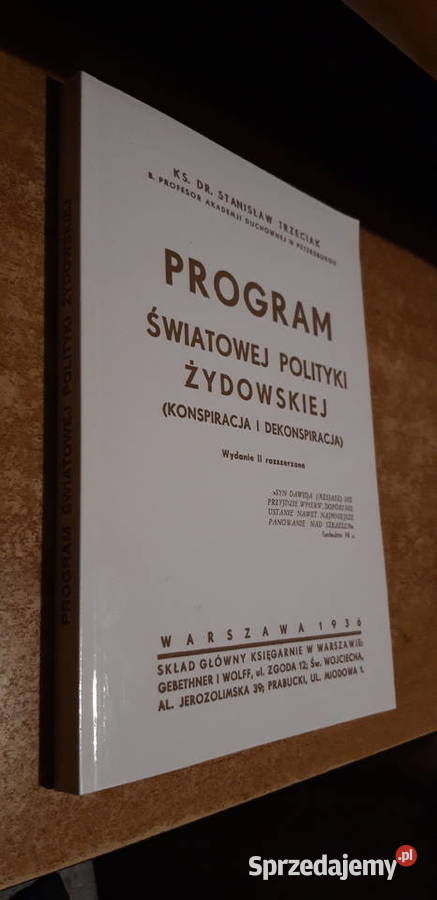 PROGRAM ŚWIATOWEJ POLITYKI ŻYDOWSKIEJ
KS. DR. STANISŁAW TRZECIAK
B. PROFESOR AKADEMJI DUCHOWNEJ W PETERSBURGU
PROGRAM
ŚWIATOWEJ POLITYKI
ŻYDOWSKIEJ
(KONSPIRACJA I DEKONSPIRACJA)
Wydanie II rozszerzone
«SYN DAWIDA (MESJASZ) NIE
PRZYJDZIE WPIERW, DOPÓKI NIE
USTANIE NAWET NAJMNIEJSZE
PANOWANIE NAD IZRAELEM»
WARSZAWA 1936
SKŁAD GŁÓWNY KSIĘGARNIE W WARSZAWIE:
GEBETHNER I WOLFF, ul. ZGODA 12; ŚW. WOJCIECHA,
AL. JEROZOLIMSKA 39; PRABUCKI, UL. MIODOWA 1.
Sprzedajemy.pl